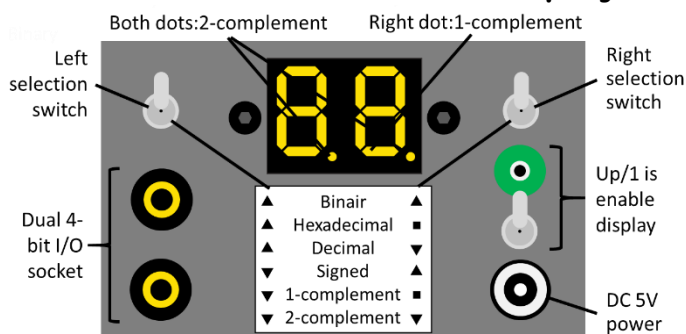 Both dots:2-complement
Right dot:1-complement
Left
selection
switch
Right
selection
switch
Dual 4-
bit I/O
socket
▲ Binair ▲
▲ Hexadecimal ■
▲ Decimal ▼
▼ Signed ▲
▼ 1-complement ■
▼ 2-complement ▼
Up/1 is
enable
display
DC 5V
power